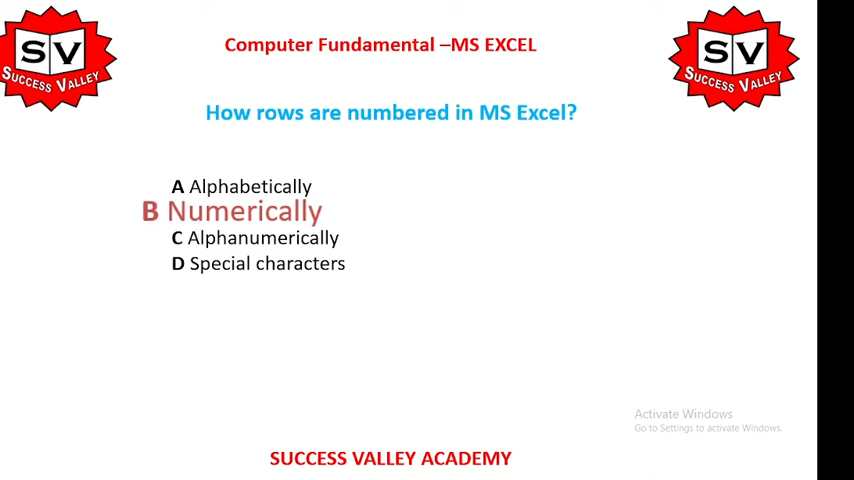 SV
SUCCESS VALLEY
SV
SUCCESS VALLEY
Computer Fundamental –MS EXCEL
How rows are numbered in MS Excel?
A Alphabetically
B Numerically
C Alphanumerically
D Special characters
Activate Windows
Go to Settings to activate Windows.
SUCCESS VALLEY ACADEMY